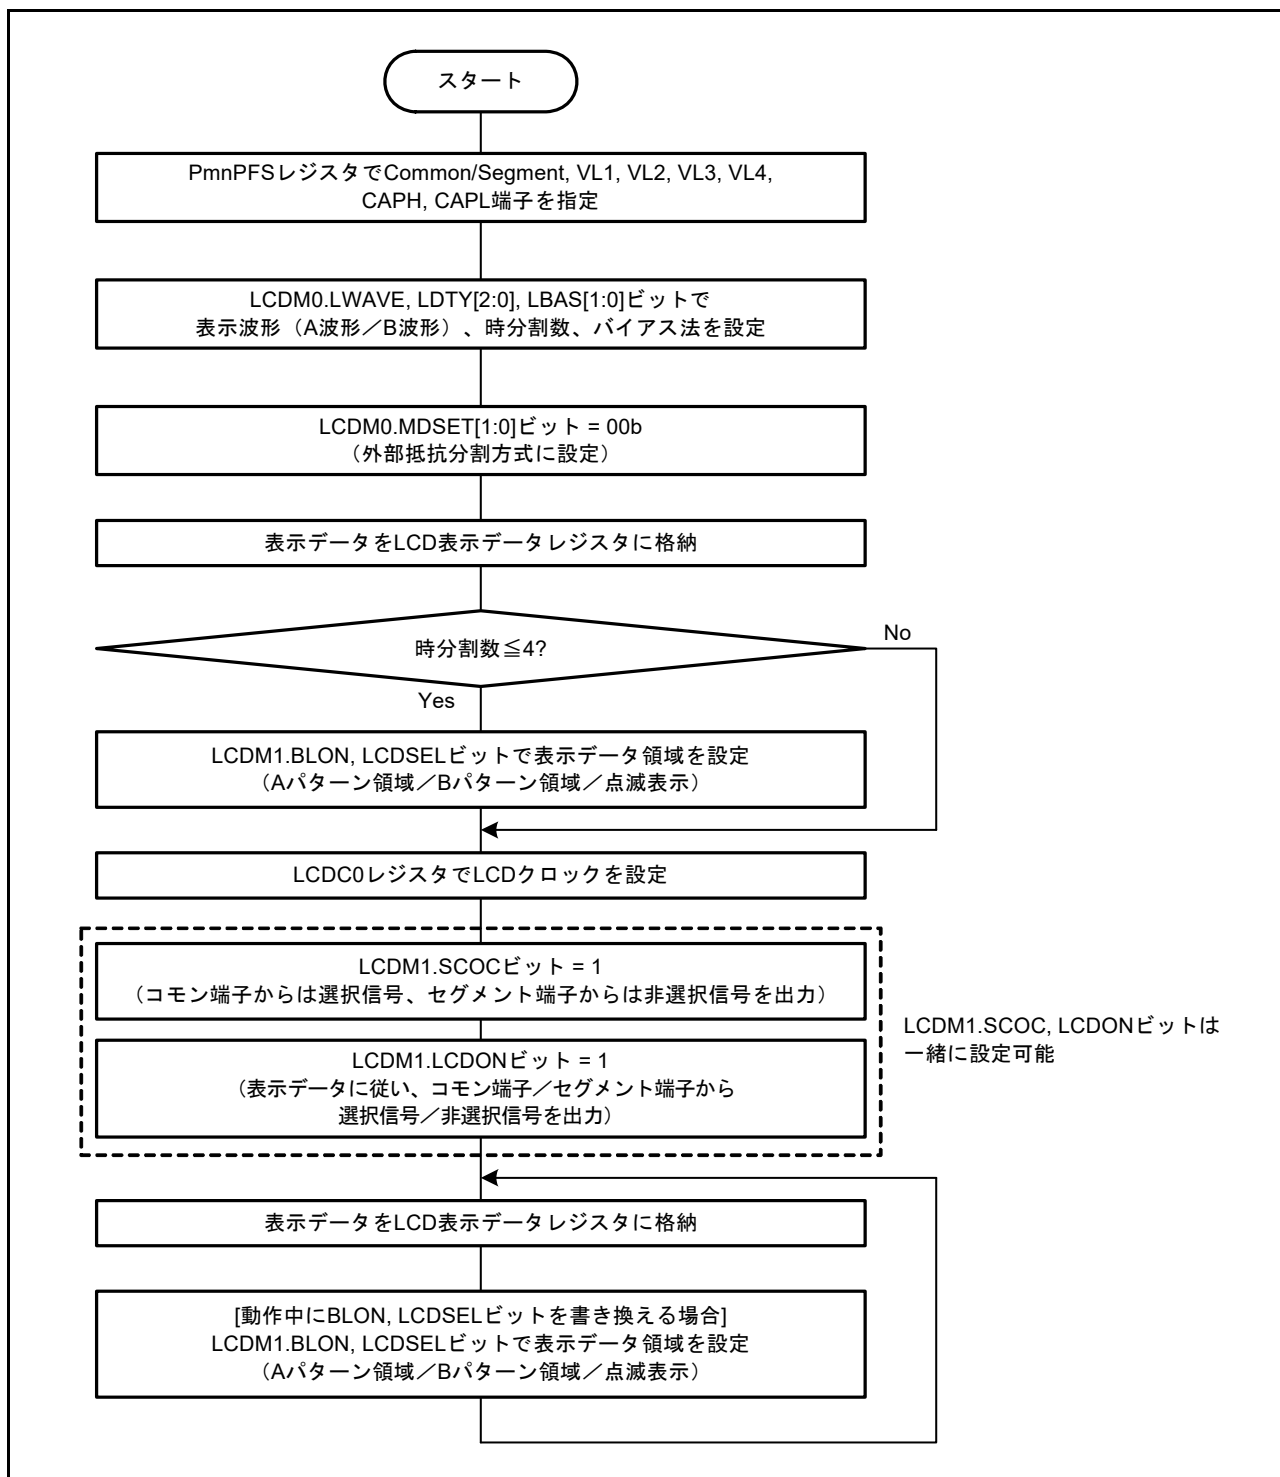 スタート
PmnPFSレジスタでCommon/Segment, VL1, VL2, VL3, VL4,
CAPH, CAPL端子を指定
LCDM0.LWAVE, LDTY[2:0], LBAS[1:0]ビットで
表示波形（A波形／B波形）、時分割数、バイアス法を設定
LCDM0.MDSET[1:0]ビット = 00b
（外部抵抗分割方式に設定）
表示データをLCD表示データレジスタに格納
時分割数≦4?
No
Yes
LCDM1.BLON, LCDSELビットで表示データ領域を設定
（Aパターン領域／Bパターン領域／点滅表示）
LCDC0レジスタでLCDクロックを設定
LCDM1.SCOCビット = 1
（コモン端子からは選択信号、セグメント端子からは非選択信号を出力）
LCDM1.LCDONビット = 1
（表示データに従い、コモン端子／セグメント端子から
選択信号／非選択信号を出力）
LCDM1.SCOC, LCDONビットは
一緒に設定可能
表示データをLCD表示データレジスタに格納
[動作中にBLON, LCDSELビットを書き換える場合]
LCDM1.BLON, LCDSELビットで表示データ領域を設定
（Aパターン領域／Bパターン領域／点滅表示）